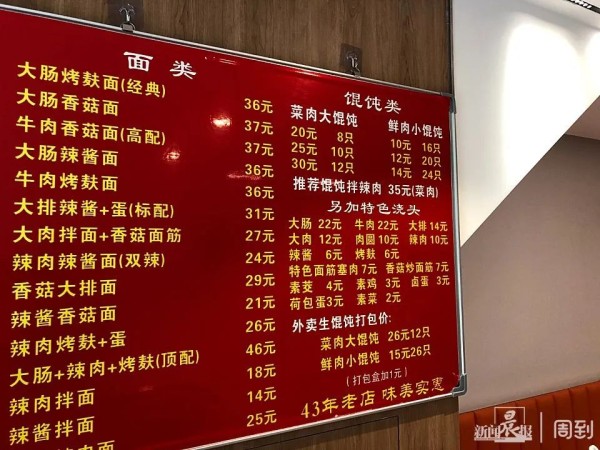 面类
大肠烤麸面(经典) 36元
大肠香菇面 37元
牛肉香菇面(高配) 37元
大肠辣酱面 36元
牛肉烤麸面 36元
大排辣酱+蛋(标配) 31元
大肉拌面+香菇面筋 27元
辣肉辣酱面(双辣) 24元
香菇大排面 29元
辣酱香菇面 21元
辣肉烤麸+蛋 26元
大肠+辣肉+烤麸(顶配) 46元
辣肉拌面 18元
辣酱拌面 14元
肉面 25元
馄饨类
菜肉大馄饨 鲜肉小馄饨
20元 8只 10元 16只
25元 10只 12元 20只
30元 12只 14元 24只
推荐馄饨拌辣肉 35元(菜肉)
另加特色浇头
大肠 22元 牛肉 22元 大排 14元
大肉 12元 肉圆 10元 辣肉 10元
辣酱 6元 烤麸 6元
特色面筋塞肉 7元 香菇炒面筋 7元
素茭 4元 素鸡 3元 卤蛋 3元
荷包蛋3元 素菜 2元
外卖生馄饨打包价:
菜肉大馄饨 26元12只
鲜肉小馄饨 15元26只
(打包盒加1元)
43年老店 味美实惠
新闻晨报 周到